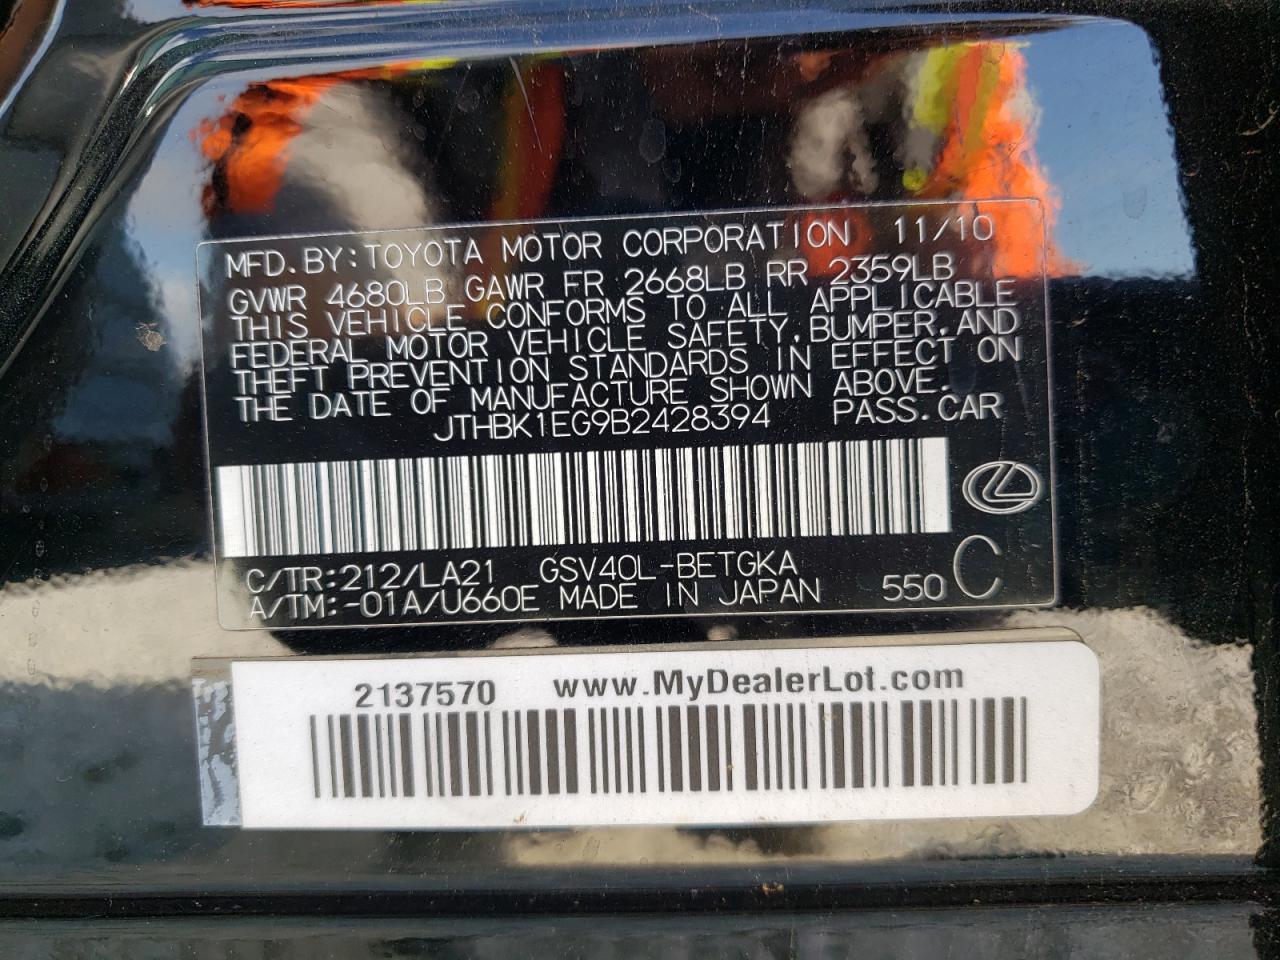 MFD.BY:TOYOTA MOTOR CORPORATION 11/10
GVWR 4680LB GAWR FR 2668LB RR 2359LB
THIS VEHICLE CONFORMS TO ALL APPLICABLE
FEDERAL MOTOR VEHICLE SAFETY,BUMPER,AND
THEFT PREVENTION STANDARDS IN EFFECT ON
THE DATE OF MANUFACTURE SHOWN ABOVE.
JTHBK1EG9B2428394 PASS.CAR
C/TR:212/LA21 GSV40L-BETGKA
A/TM:-01A/U660E MADE IN JAPAN 550 C
2137570 www.MyDealerLot.com